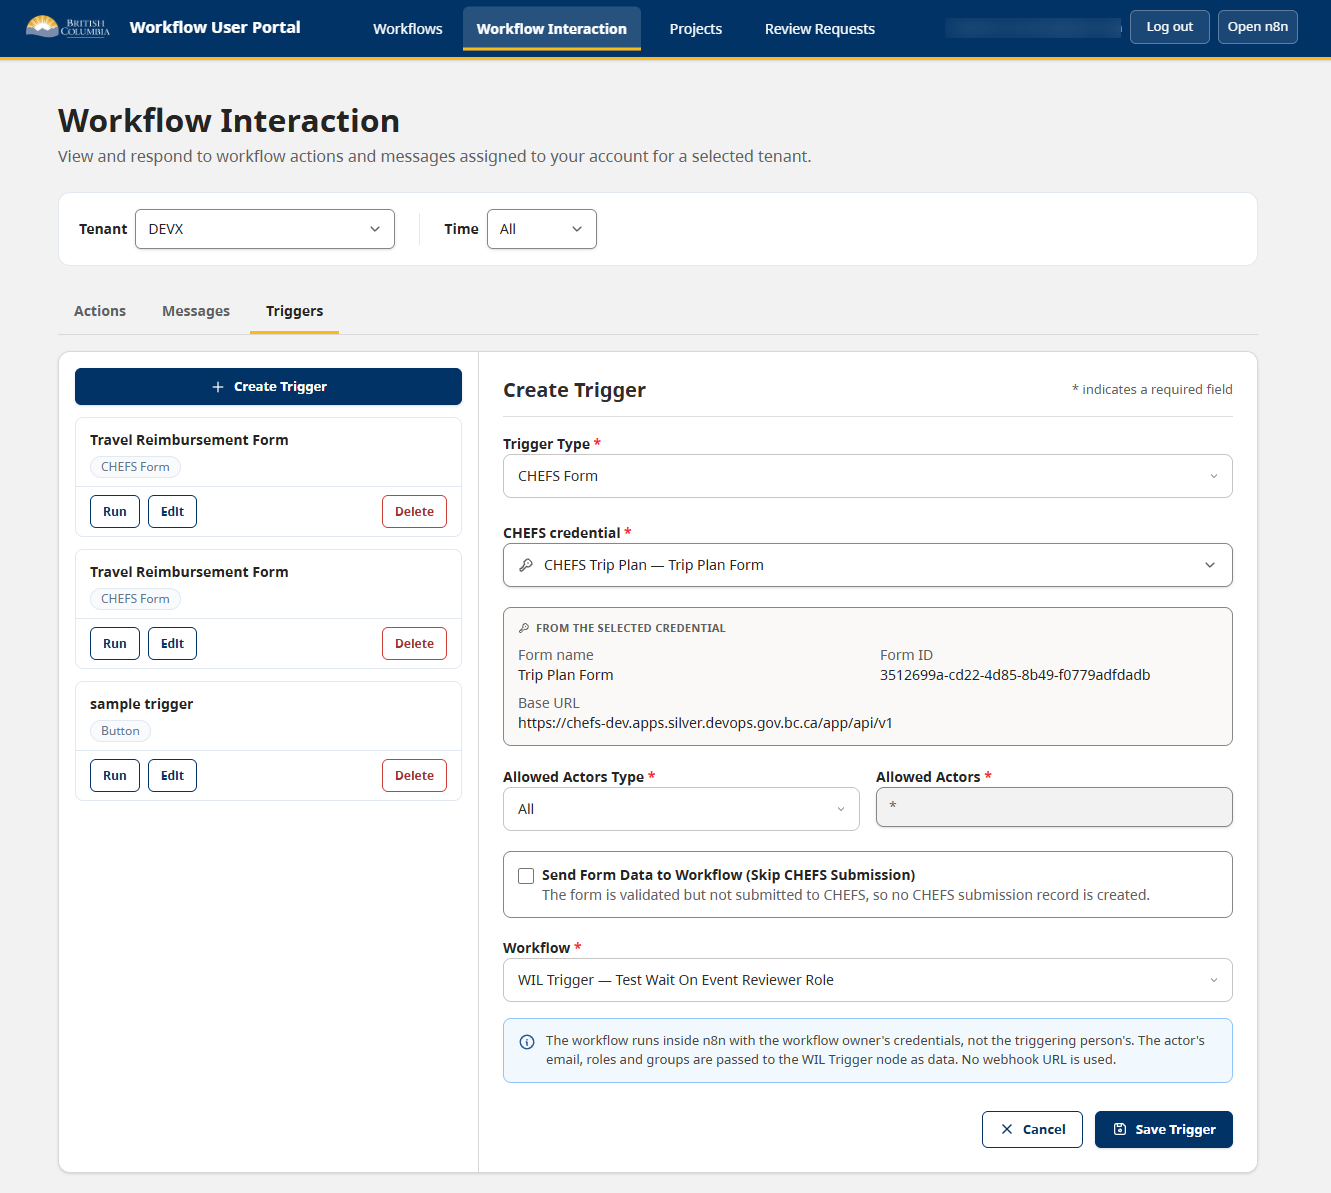 BRITISH
COLUMBIA
Workflow User Portal
Workflows
Workflow Interaction
Projects
Review Requests
Log out
Open n8n
Workflow Interaction
View and respond to workflow actions and messages assigned to your account for a selected tenant.
Tenant
DEVX
Time
All
Actions
Messages
Triggers
+ Create Trigger
Travel Reimbursement Form
CHEFS Form
Run
Edit
Delete
Travel Reimbursement Form
CHEFS Form
Run
Edit
Delete
sample trigger
Button
Run
Edit
Delete
Create Trigger
* indicates a required field
Trigger Type *
CHEFS Form
CHEFS credential *
CHEFS Trip Plan — Trip Plan Form
FROM THE SELECTED CREDENTIAL
Form name
Trip Plan Form
Form ID
3512699a-cd22-4d85-8b49-f0779adfdadb
Base URL
https://chefs-dev.apps.silver.devops.gov.bc.ca/app/api/v1
Allowed Actors Type *
All
Allowed Actors *
*
Send Form Data to Workflow (Skip CHEFS Submission)
The form is validated but not submitted to CHEFS, so no CHEFS submission record is created.
Workflow *
WIL Trigger — Test Wait On Event Reviewer Role
The workflow runs inside n8n with the workflow owner's credentials, not the triggering person's. The actor's
email, roles and groups are passed to the WIL Trigger node as data. No webhook URL is used.
Cancel
Save Trigger